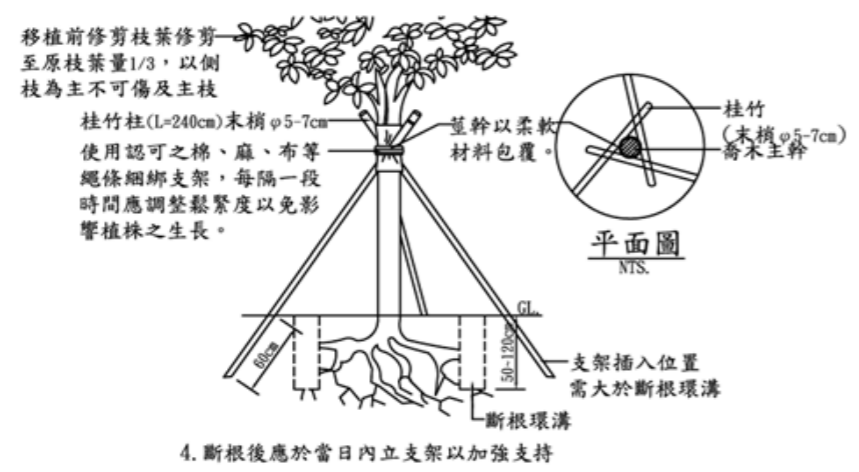 移植前修剪枝葉修剪
至原枝葉量1/3，以側
枝為主不可傷及主枝
桂竹柱(L=240cm)末梢φ5-7cm
使用認可之棉、麻、布等
繩條綑綁支架，每隔一段
時間應調整鬆緊度以免影
響植株之生長。
莖幹以柔軟
材料包覆。
桂竹
(末梢φ5-7cm)
喬木主幹
平面圖
NTS.
GL.
60cm
50-120cm
支架插入位置
需大於斷根環溝
斷根環溝
4.斷根後應於當日內立支架以加強支持